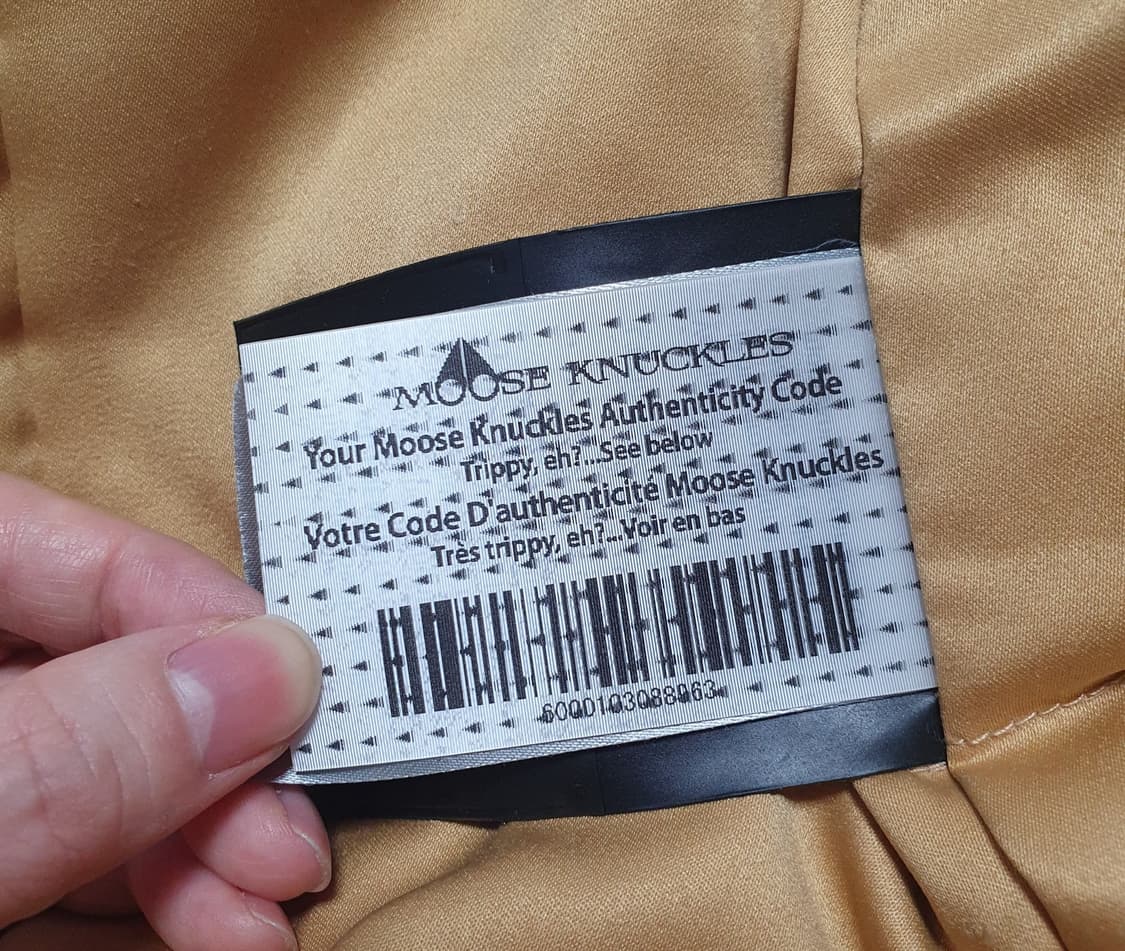 MOOSE KNUCKLES
Your Moose Knuckles Authenticity Code
Trippy, eh?...See below
Votre Code D'authenticité Moose Knuckles
Très trippy, eh?...Voir en bas
6000103088063